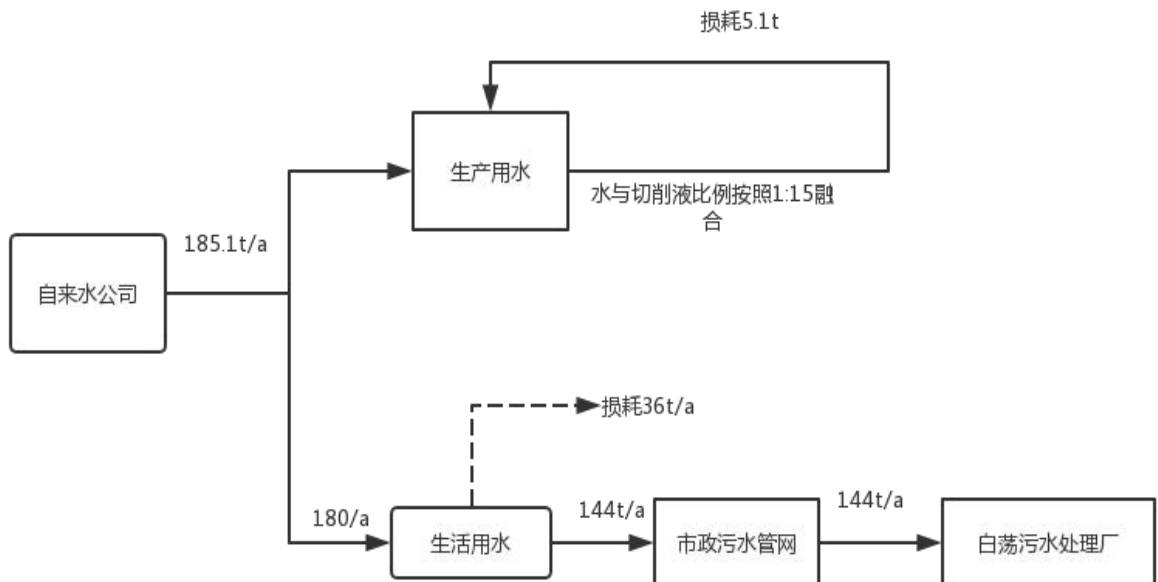 损耗5.1t
生产用水
水与切削液比例按照1:15融
合
185.1t/a
自来水公司
损耗36t/a
180/a
生活用水
144t/a
市政污水管网
144t/a
白荡污水处理厂